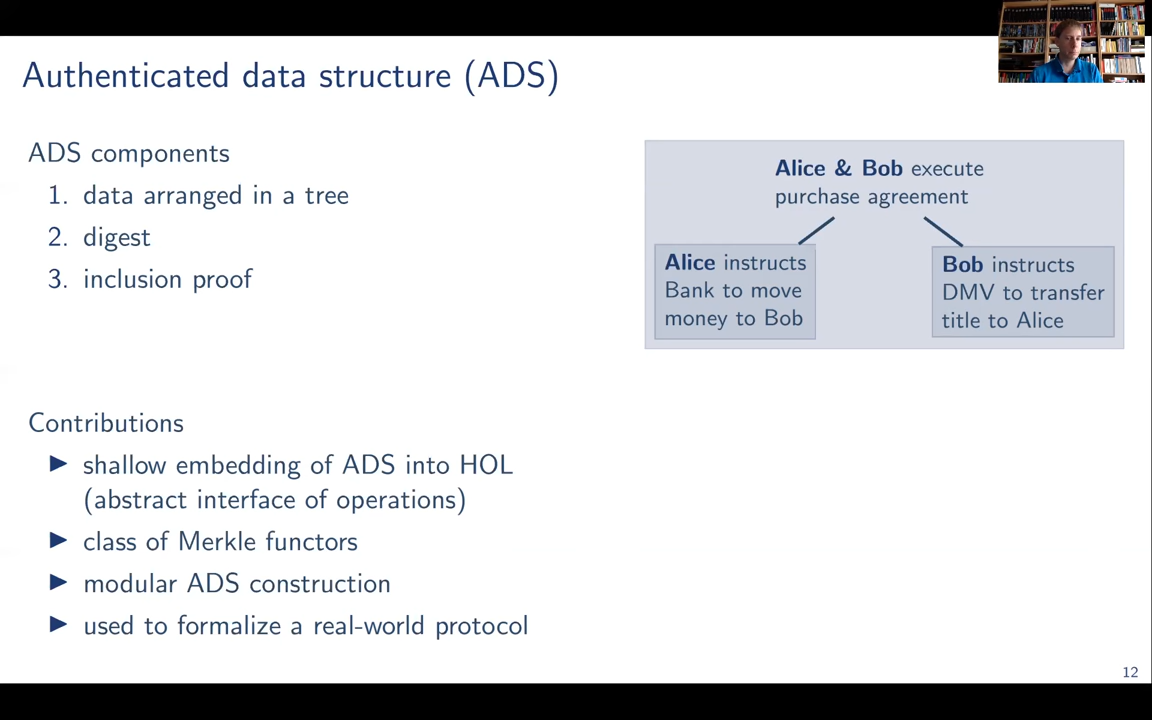 Authenticated data structure (ADS)
ADS components
1. data arranged in a tree
2. digest
3. inclusion proof
Alice & Bob execute
purchase agreement
Alice instructs
Bank to move
money to Bob
Bob instructs
DMV to transfer
title to Alice
Contributions
▶ shallow embedding of ADS into HOL
(abstract interface of operations)
▶ class of Merkle functors
▶ modular ADS construction
▶ used to formalize a real-world protocol
12